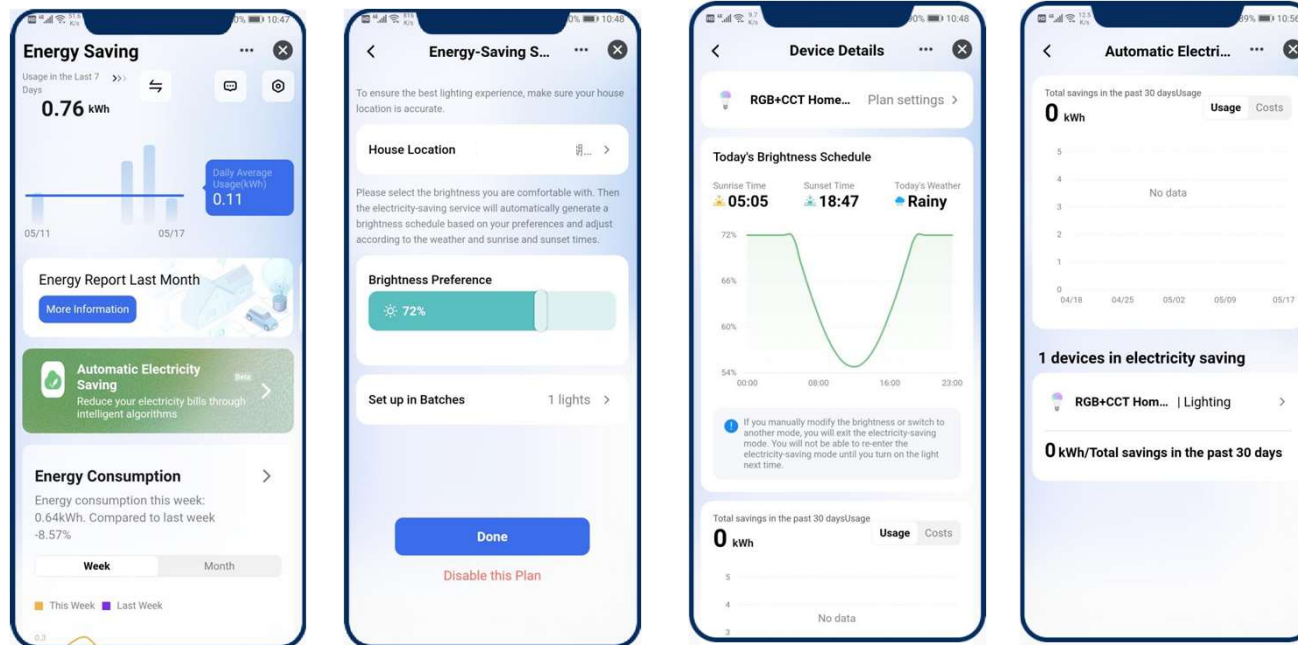 51.6
K/s
0% 10:47
Energy Saving
Usage in the Last 7
Days
0.76 kWh
Daily Average
Usage(kWh)
0.11
05/11
05/17
Energy Report Last Month
More Information
Automatic Electricity
Saving
Beta
Reduce your electricity bills through
intelligent algorithms
Energy Consumption
Energy consumption this week:
0.64kWh. Compared to last week
-8.57%
Week
Month
This Week
Last Week
0.3
816
K/s
0% 10:48
Energy-Saving S...
To ensure the best lighting experience, make sure your house
location is accurate.
House Location
Please select the brightness you are comfortable with. Then
the electricity-saving service will automatically generate a
brightness schedule based on your preferences and adjust
according to the weather and sunrise and sunset times.
Brightness Preference
72%
Set up in Batches
1 lights
Done
Disable this Plan
9.7
K/s
00% 10:48
Device Details
RGB+CCT Home...
Plan settings
Today's Brightness Schedule
Sunrise Time
Sunset Time
Today's Weather
05:05
18:47
Rainy
72%
66%
60%
54%
00:00
08:00
16:00
23:00
If you manually modify the brightness or switch to
another mode, you will exit the electricity-saving
mode. You will not be able to re-enter the
electricity-saving mode until you turn on the light
next time.
Total savings in the past 30 daysUsage
0 kWh
Usage
Costs
5
4
No data
3
12.5
K/s
89% 10:56
Automatic Electri...
Total savings in the past 30 daysUsage
0 kWh
Usage
Costs
5
4
No data
3
2
1
0
04/18
04/25
05/02
05/09
05/17
1 devices in electricity saving
RGB+CCT Hom... | Lighting
0 kWh/Total savings in the past 30 days